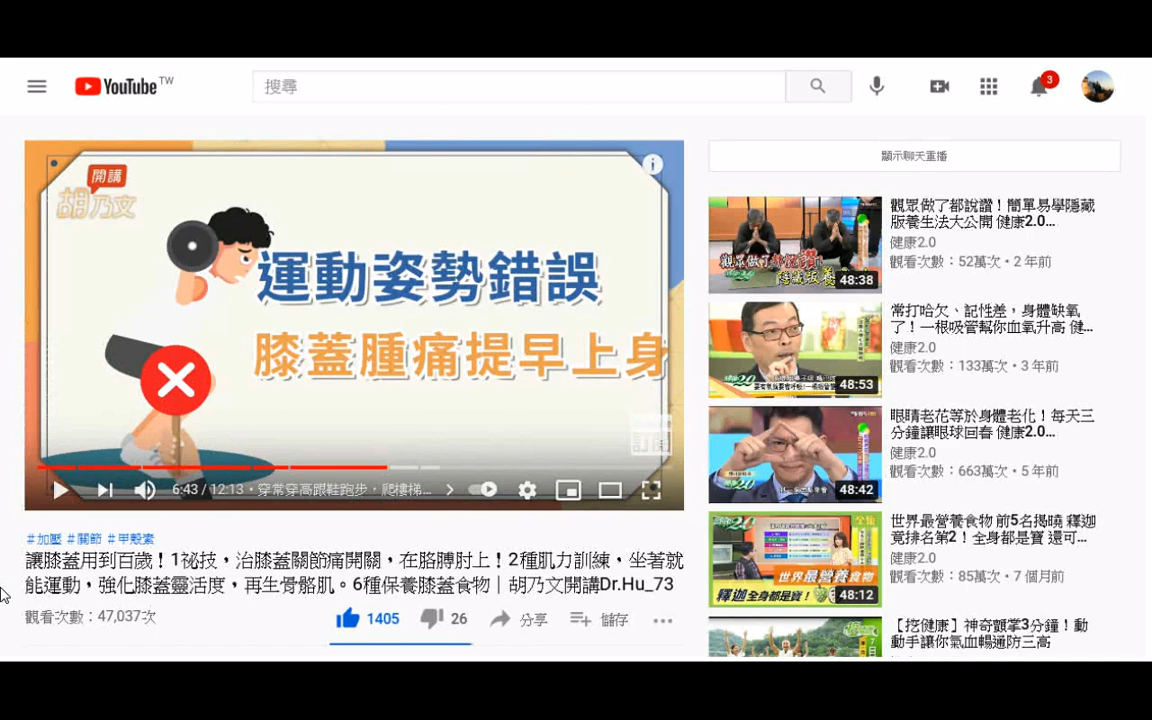 YouTube TW
搜尋
3
開講
胡乃文
運動姿勢錯誤
膝蓋腫痛提早上身
訂閱
6:43 / 12:13 · 穿常穿高跟鞋跑步，爬樓梯...
#加壓 #關節 #甲殼素
讓膝蓋用到百歲！1祕技，治膝蓋關節痛開關，在胳膊肘上！2種肌力訓練，坐著就
能運動，強化膝蓋靈活度，再生骨骼肌。6種保養膝蓋食物｜胡乃文開講Dr.Hu_73
觀看次數：47,037次
1405
26
分享
儲存
顯示聊天重播
48:38
觀眾做了都說讚！簡單易學隱藏
版養生法大公開 健康2.0...
健康2.0
觀看次數：52萬次 · 2 年前
48:53
常打哈欠、記性差，身體缺氧
了！一根吸管幫你血氧升高 健...
健康2.0
觀看次數：133萬次 · 3 年前
48:42
眼睛老花等於身體老化！每天三
分鐘讓眼球回春 健康2.0...
健康2.0
觀看次數：663萬次 · 5 年前
世界最營養食物
釋迦全身都是寶！
48:12
世界最營養食物 前5名揭曉 釋迦
竟排名第2！全身都是寶 還可...
健康2.0
觀看次數：85萬次 · 7 個月前
【挖健康】神奇顫掌3分鐘！動
動手讓你氣血暢通防三高